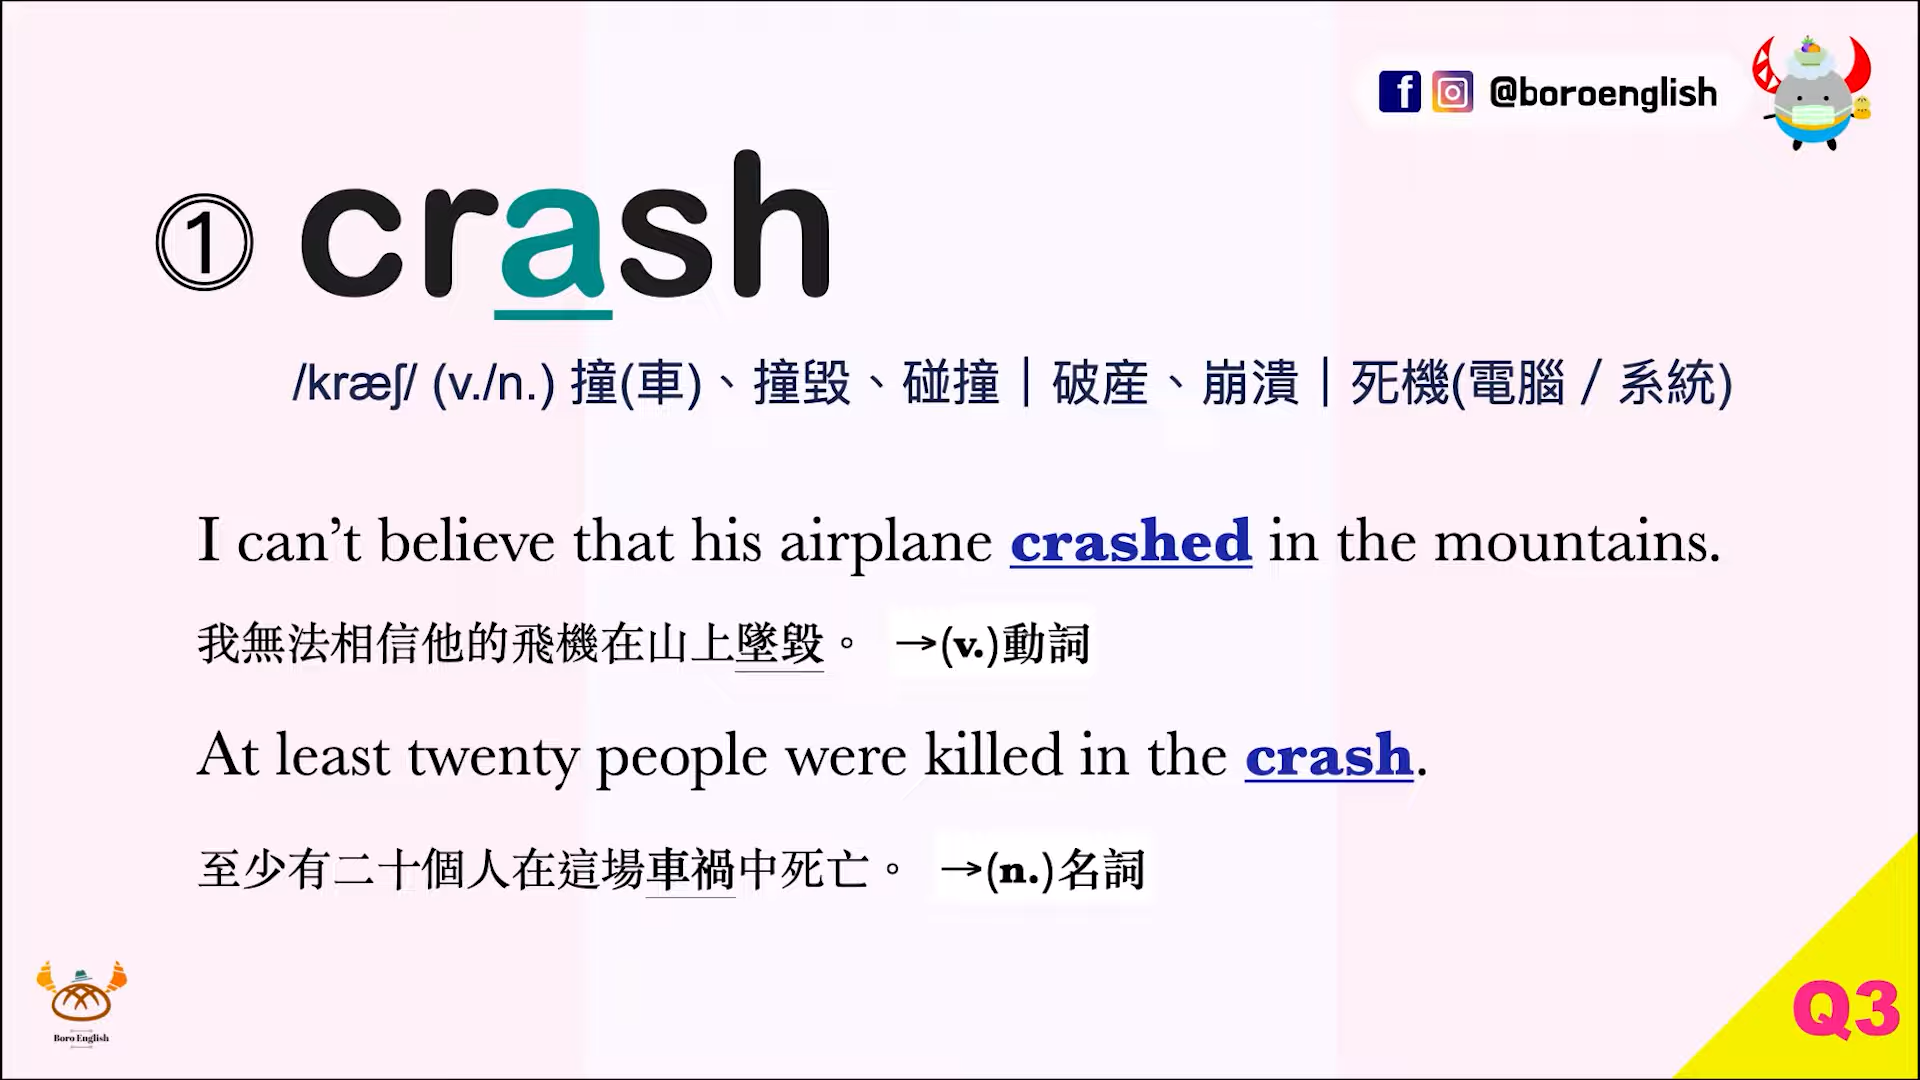 @boroenglish
① crash
/kræʃ/ (v./n.) 撞(車)、撞毀、碰撞｜破産、崩潰｜死機(電腦／系統)
I can’t believe that his airplane crashed in the mountains.
我無法相信他的飛機在山上墜毀。 →(v.)動詞
At least twenty people were killed in the crash.
至少有二十個人在這場車禍中死亡。 →(n.)名詞
Boro English
Q3